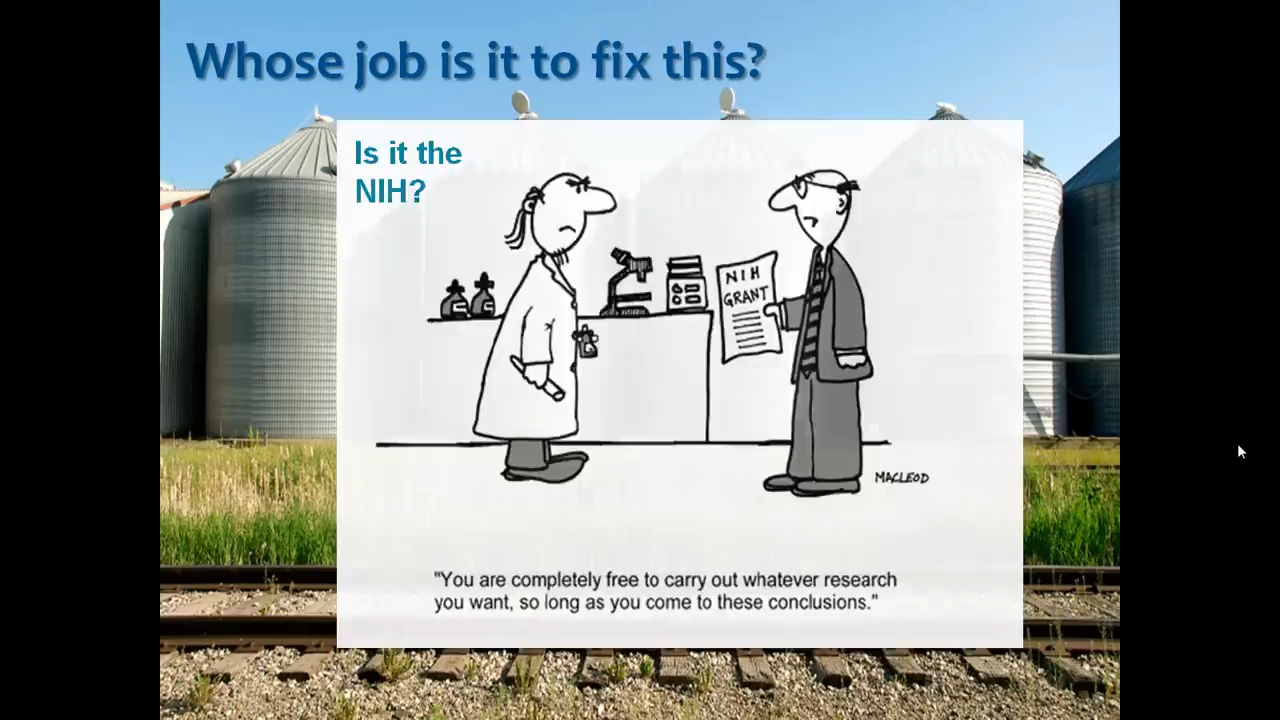 Whose job is it to fix this?
Is it the
NIH?
NIH
GRANT
MACLEOD
"You are completely free to carry out whatever research
you want, so long as you come to these conclusions."